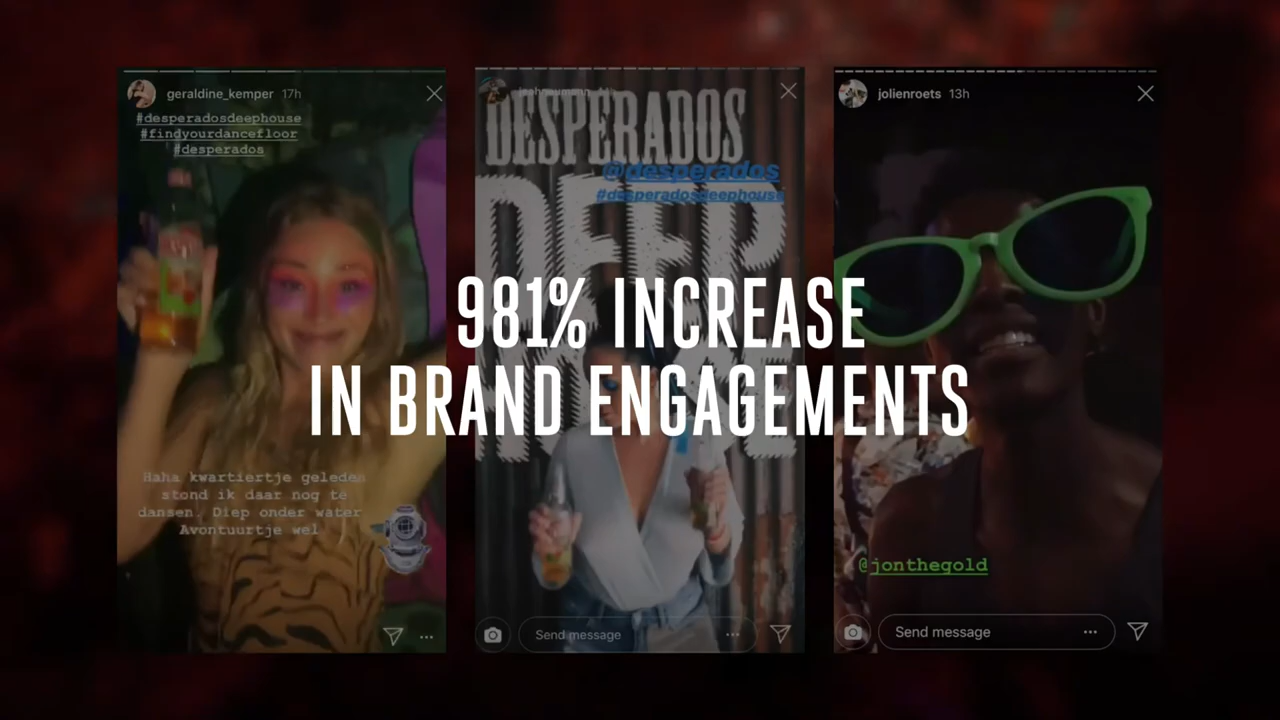 geraldine_kemper 17h
#desperadosdeephouse
#findyourdancefloor
#desperados
Haha kwartiertje geleden
stond ik daar nog te
dansen. Diep onder water
Avontuurtje wel
DESPERADOS
@desperados
#desperadosdeephouse
DEEP
Send message
jolienroets 13h
@jonthegold
Send message
981% INCREASE
IN BRAND ENGAGEMENTS